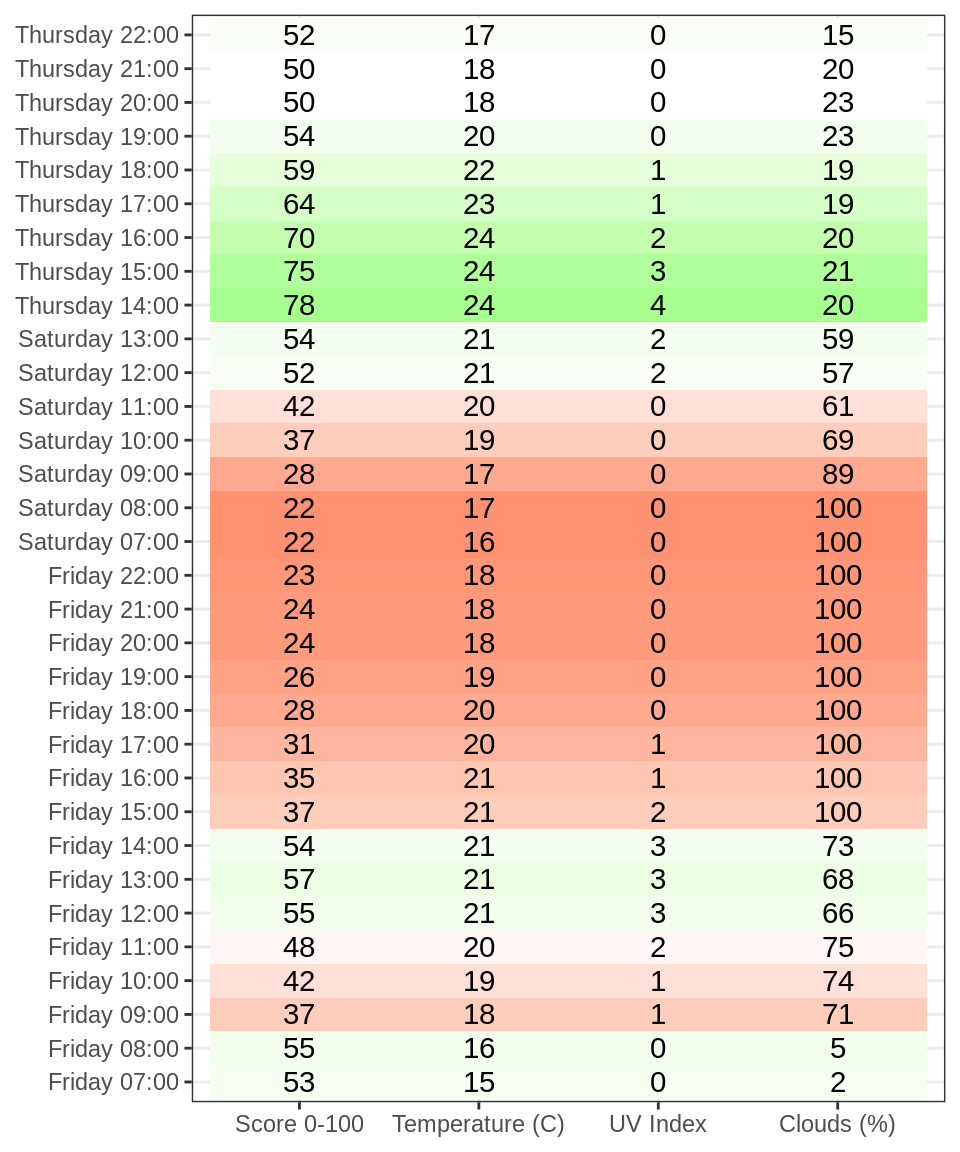 Thursday 22:00 52 17 0 15
Thursday 21:00 50 18 0 20
Thursday 20:00 50 18 0 23
Thursday 19:00 54 20 0 23
Thursday 18:00 59 22 1 19
Thursday 17:00 64 23 1 19
Thursday 16:00 70 24 2 20
Thursday 15:00 75 24 3 21
Thursday 14:00 78 24 4 20
Saturday 13:00 54 21 2 59
Saturday 12:00 52 21 2 57
Saturday 11:00 42 20 0 61
Saturday 10:00 37 19 0 69
Saturday 09:00 28 17 0 89
Saturday 08:00 22 17 0 100
Saturday 07:00 22 16 0 100
Friday 22:00 23 18 0 100
Friday 21:00 24 18 0 100
Friday 20:00 24 18 0 100
Friday 19:00 26 19 0 100
Friday 18:00 28 20 0 100
Friday 17:00 31 20 1 100
Friday 16:00 35 21 1 100
Friday 15:00 37 21 2 100
Friday 14:00 54 21 3 73
Friday 13:00 57 21 3 68
Friday 12:00 55 21 3 66
Friday 11:00 48 20 2 75
Friday 10:00 42 19 1 74
Friday 09:00 37 18 1 71
Friday 08:00 55 16 0 5
Friday 07:00 53 15 0 2
Score 0-100 Temperature (C) UV Index Clouds (%)